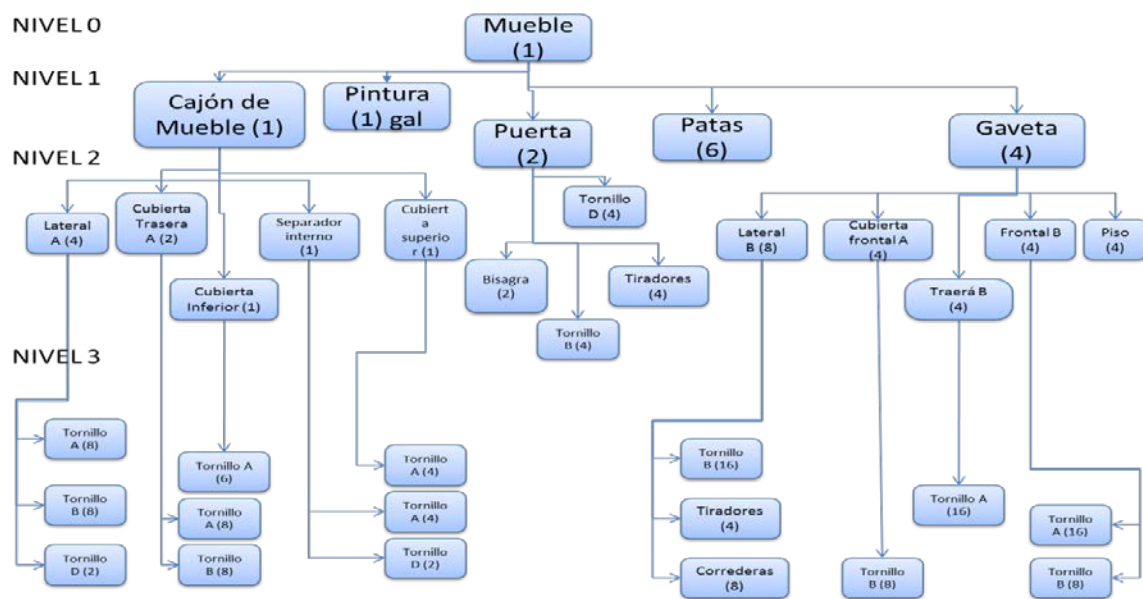 NIVEL 0
Mueble
(1)
NIVEL 1
Cajón de
Mueble (1)
Pintura
(1) gal
Puerta
(2)
Patas
(6)
Gaveta
(4)
NIVEL 2
Lateral
A (4)
Cubierta
Trasera
A (2)
Cubierta
Inferior (1)
Separador
interno
(1)
Cubiert
a
superio
r (1)
Bisagra
(2)
Tornillo
D (4)
Tornillo
B (4)
Tiradores
(4)
Lateral
B (8)
Cubierta
frontal A
(4)
Traerá B
(4)
Frontal B
(4)
Piso
(4)
NIVEL 3
Tornillo
A (8)
Tornillo
B (8)
Tornillo
D (2)
Tornillo A
(6)
Tornillo
A (8)
Tornillo
B (8)
Tornillo
A (4)
Tornillo
A (4)
Tornillo
D (2)
Tornillo
B (16)
Tiradores
(4)
Correderas
(8)
Tornillo
B (8)
Tornillo A
(16)
Tornillo
A (16)
Tornillo
B (8)